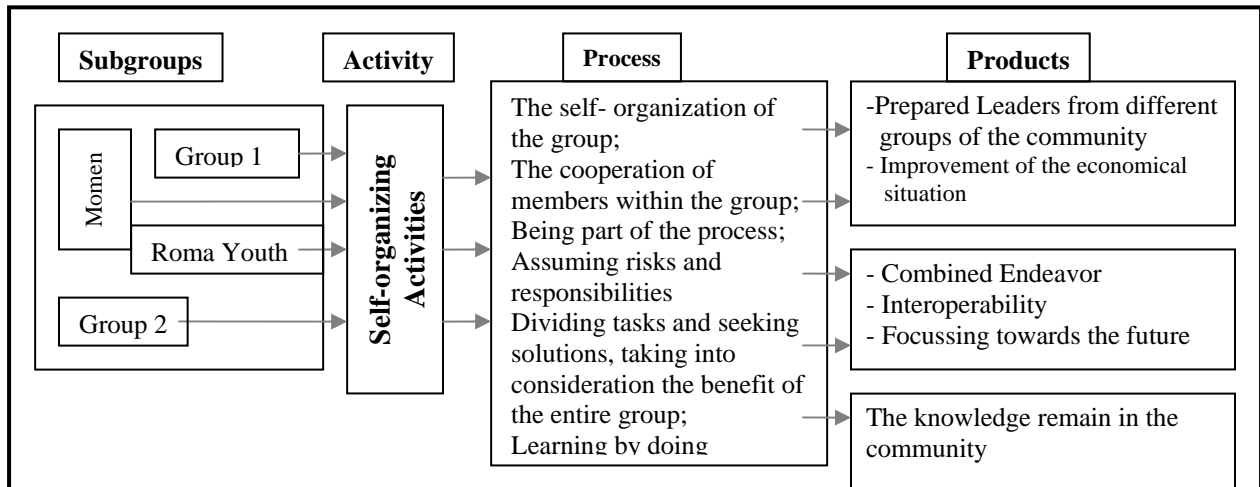 Subgroups
Activity
Process
Products
Momen
Group 1
Roma Youth
Group 2
Self-organizing
Activities
The self- organization of
the group;
The cooperation of
members within the group;
Being part of the process;
Assuming risks and
responsibilities
Dividing tasks and seeking
solutions, taking into
consideration the benefit of
the entire group;
Learning by doing
-Prepared Leaders from different
groups of the community
- Improvement of the economical
situation
- Combined Endeavor
- Interoperability
- Focussing towards the future
The knowledge remain in the
community